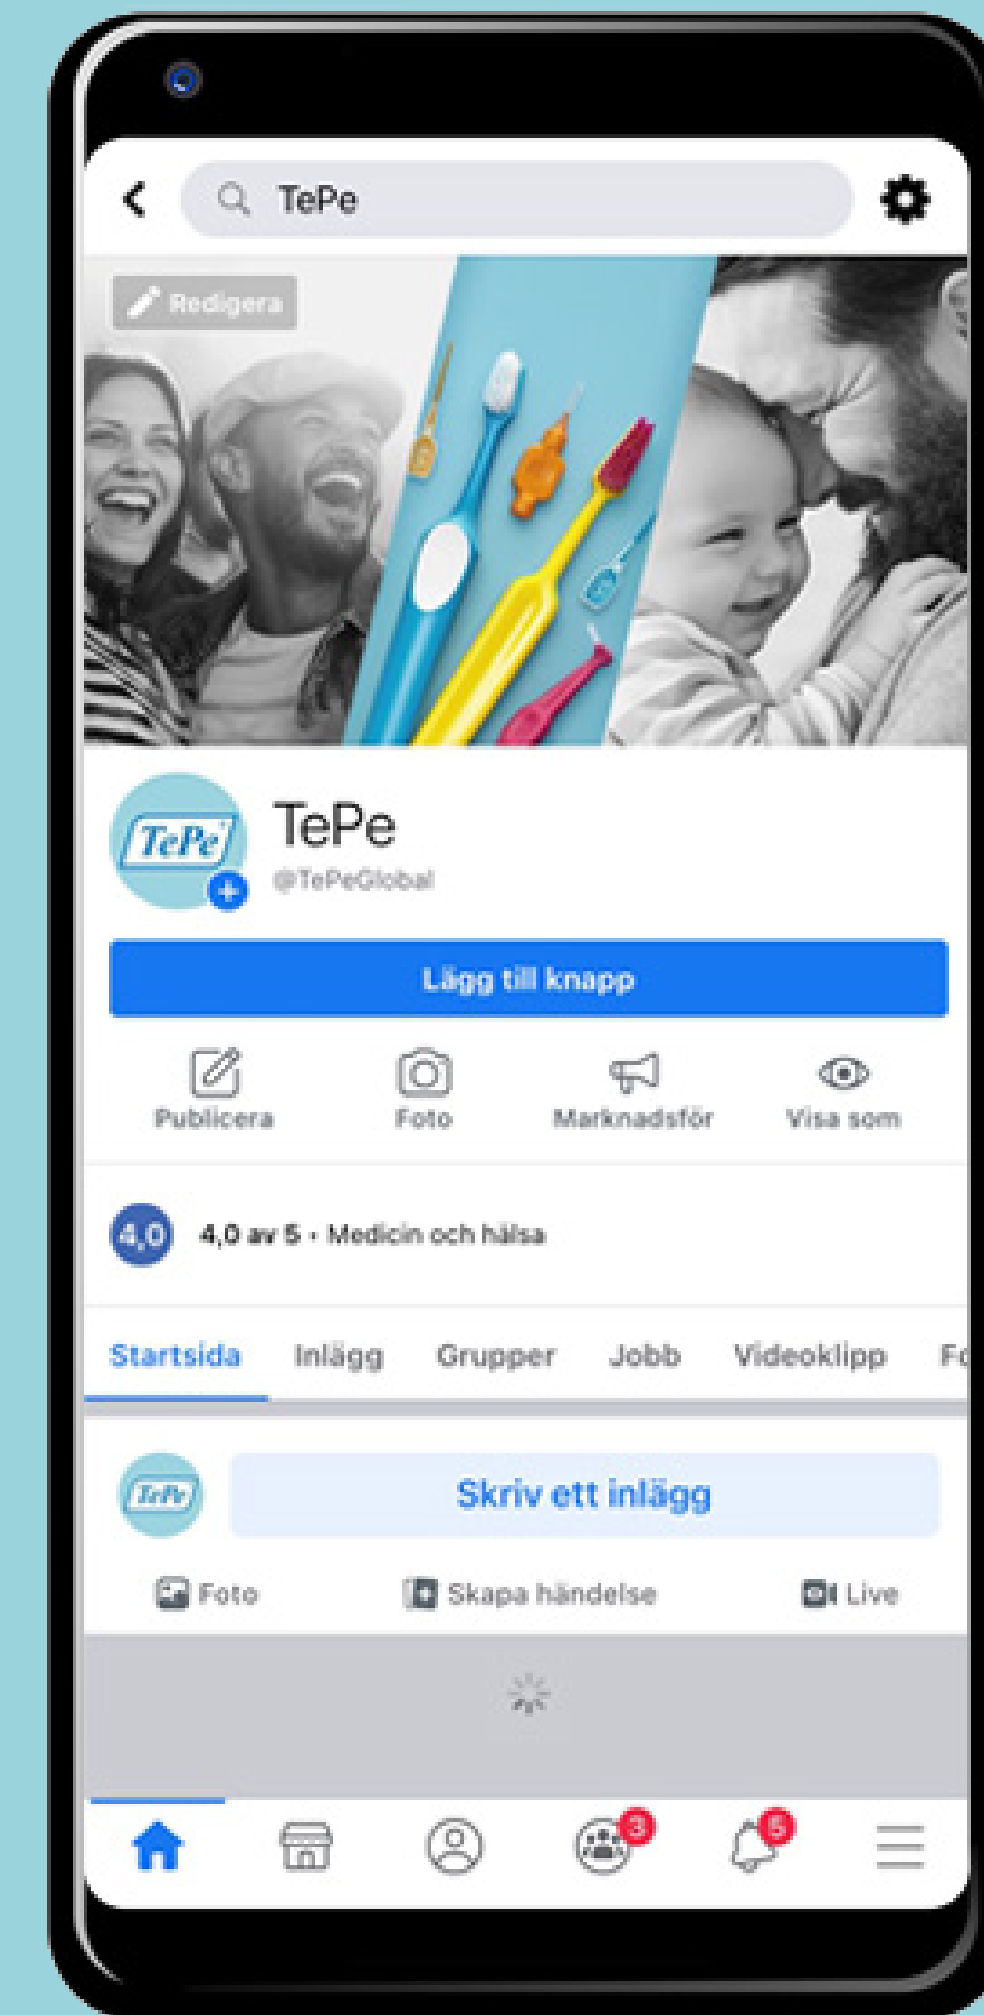 TePe
Redigera
TePe
TePe
@TePeGlobal
Lägg till knapp
Publicera Foto Marknadsför Visa som
4,0 4,0 av 5 · Medicin och hälsa
Startsida Inlägg Grupper Jobb Videoklipp Fo
TePe Skriv ett inlägg
Foto Skapa händelse Live
3 5